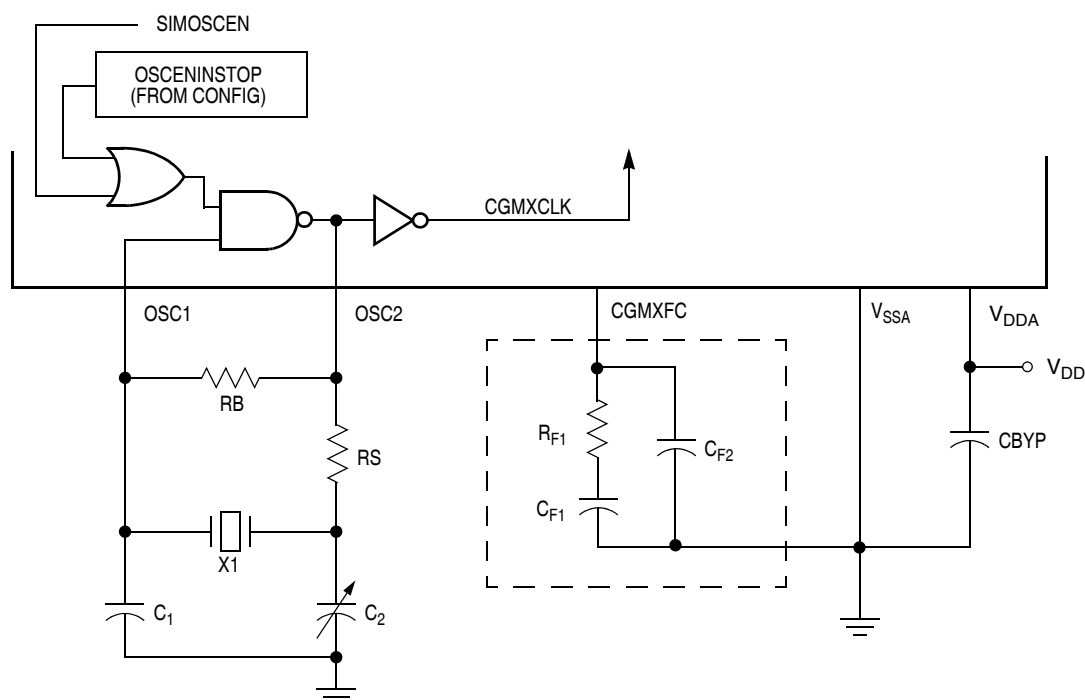 SIMOSCEN
OSCENINSTOP
(FROM CONFIG)
CGMXCLK
OSC1
OSC2
CGMXFC
VSSA
VDDA
VDD
RB
RS
RF1
CF2
CBYP
CF1
X1
C1
C2